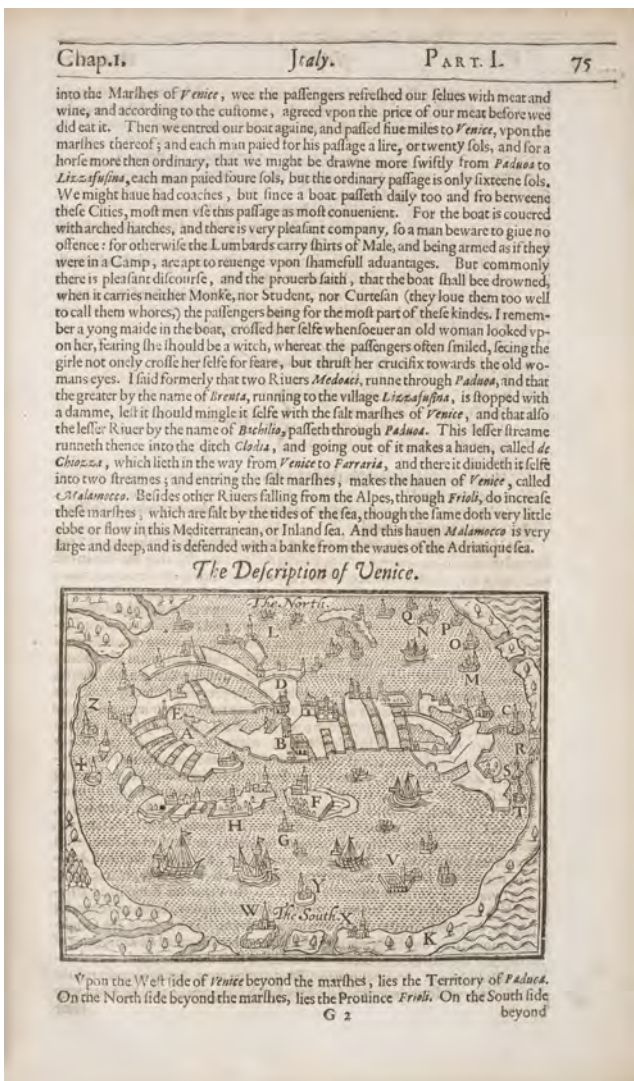 Chap.1. Italy. PART. I. 75
into the Marſhes of Venice, wee the paſſengers refreſhed our ſelues with meat and
wine, and according to the cuſtome, agreed vpon the price of our meat before wee
did eat it. Then we entred our boat againe, and paſſed fiue miles to Venice, vpon the
marſhes thereof; and each man paied for his paſſage a lire, or twenty ſols, and for a
horſe more then ordinary, that we might be drawne more ſwiftly from Paduoa to
Lizzafuſina, each man paied foure ſols, but the ordinary paſſage is only ſixteene ſols.
We might haue had coaches, but ſince a boat paſſeth daily too and fro betweene
theſe Cities, moſt men vſe this paſſage as moſt conuenient. For the boat is couered
with arched hatches, and there is very pleaſant company, ſo a man beware to giue no
offence: for otherwiſe the Lumbards carry ſhirts of Male, and being armed as if they
were in a Camp, are apt to reuenge vpon ſhamefull aduantages. But commonly
there is pleaſant diſcourſe, and the prouerb ſaith, that the boat ſhall bee drowned,
when it carries neither Monke, nor Student, nor Curteſan (they loue them too well
to call them whores,) the paſſengers being for the moſt part of theſe kindes. I remem-
ber a yong maide in the boat, croſſed her ſelfe whenſoeuer an old woman looked vp-
on her, fearing ſhe ſhould be a witch, whereat the paſſengers often ſmiled, ſeeing the
girle not onely croſſe her ſelfe for feare, but thruſt her crucifix towards the old wo-
mans eyes. I ſaid formerly that two Riuers Medoaci, runne through Paduoa, and that
the greater by the name of Brenta, running to the village Lizzafuſina, is ſtopped with
a damme, leſt it ſhould mingle it ſelfe with the ſalt marſhes of Venice, and that alſo
the leſſer Riuer by the name of Bachilio, paſſeth through Paduoa. This leſſer ſtreame
runneth thence into the ditch Clodia, and going out of it makes a hauen, called de
Chiozza, which lieth in the way from Venice to Farraria, and there it diuideth it ſelfe
into two ſtreames; and entring the ſalt marſhes, makes the hauen of Venice, called
Malamocco. Beſides other Riuers falling from the Alpes, through Frioli, do increaſe
theſe marſhes, which are ſalt by the tides of the ſea, though the ſame doth very little
ebbe or flow in this Mediterranean, or Inland ſea. And this hauen Malamocco is very
large and deep, and is defended with a banke from the waues of the Adriatique ſea.
The Deſcription of Venice.
The North.
Q
N P
L O
M
D
Z C
E
A B R
S
✠ F T
H
G
V
Y
W The South X
K
Vpon the Weſt ſide of Venice beyond the marſhes, lies the Territory of Paduoa.
On the North ſide beyond the marſhes, lies the Prouince Frioli. On the South ſide
G 2 beyond